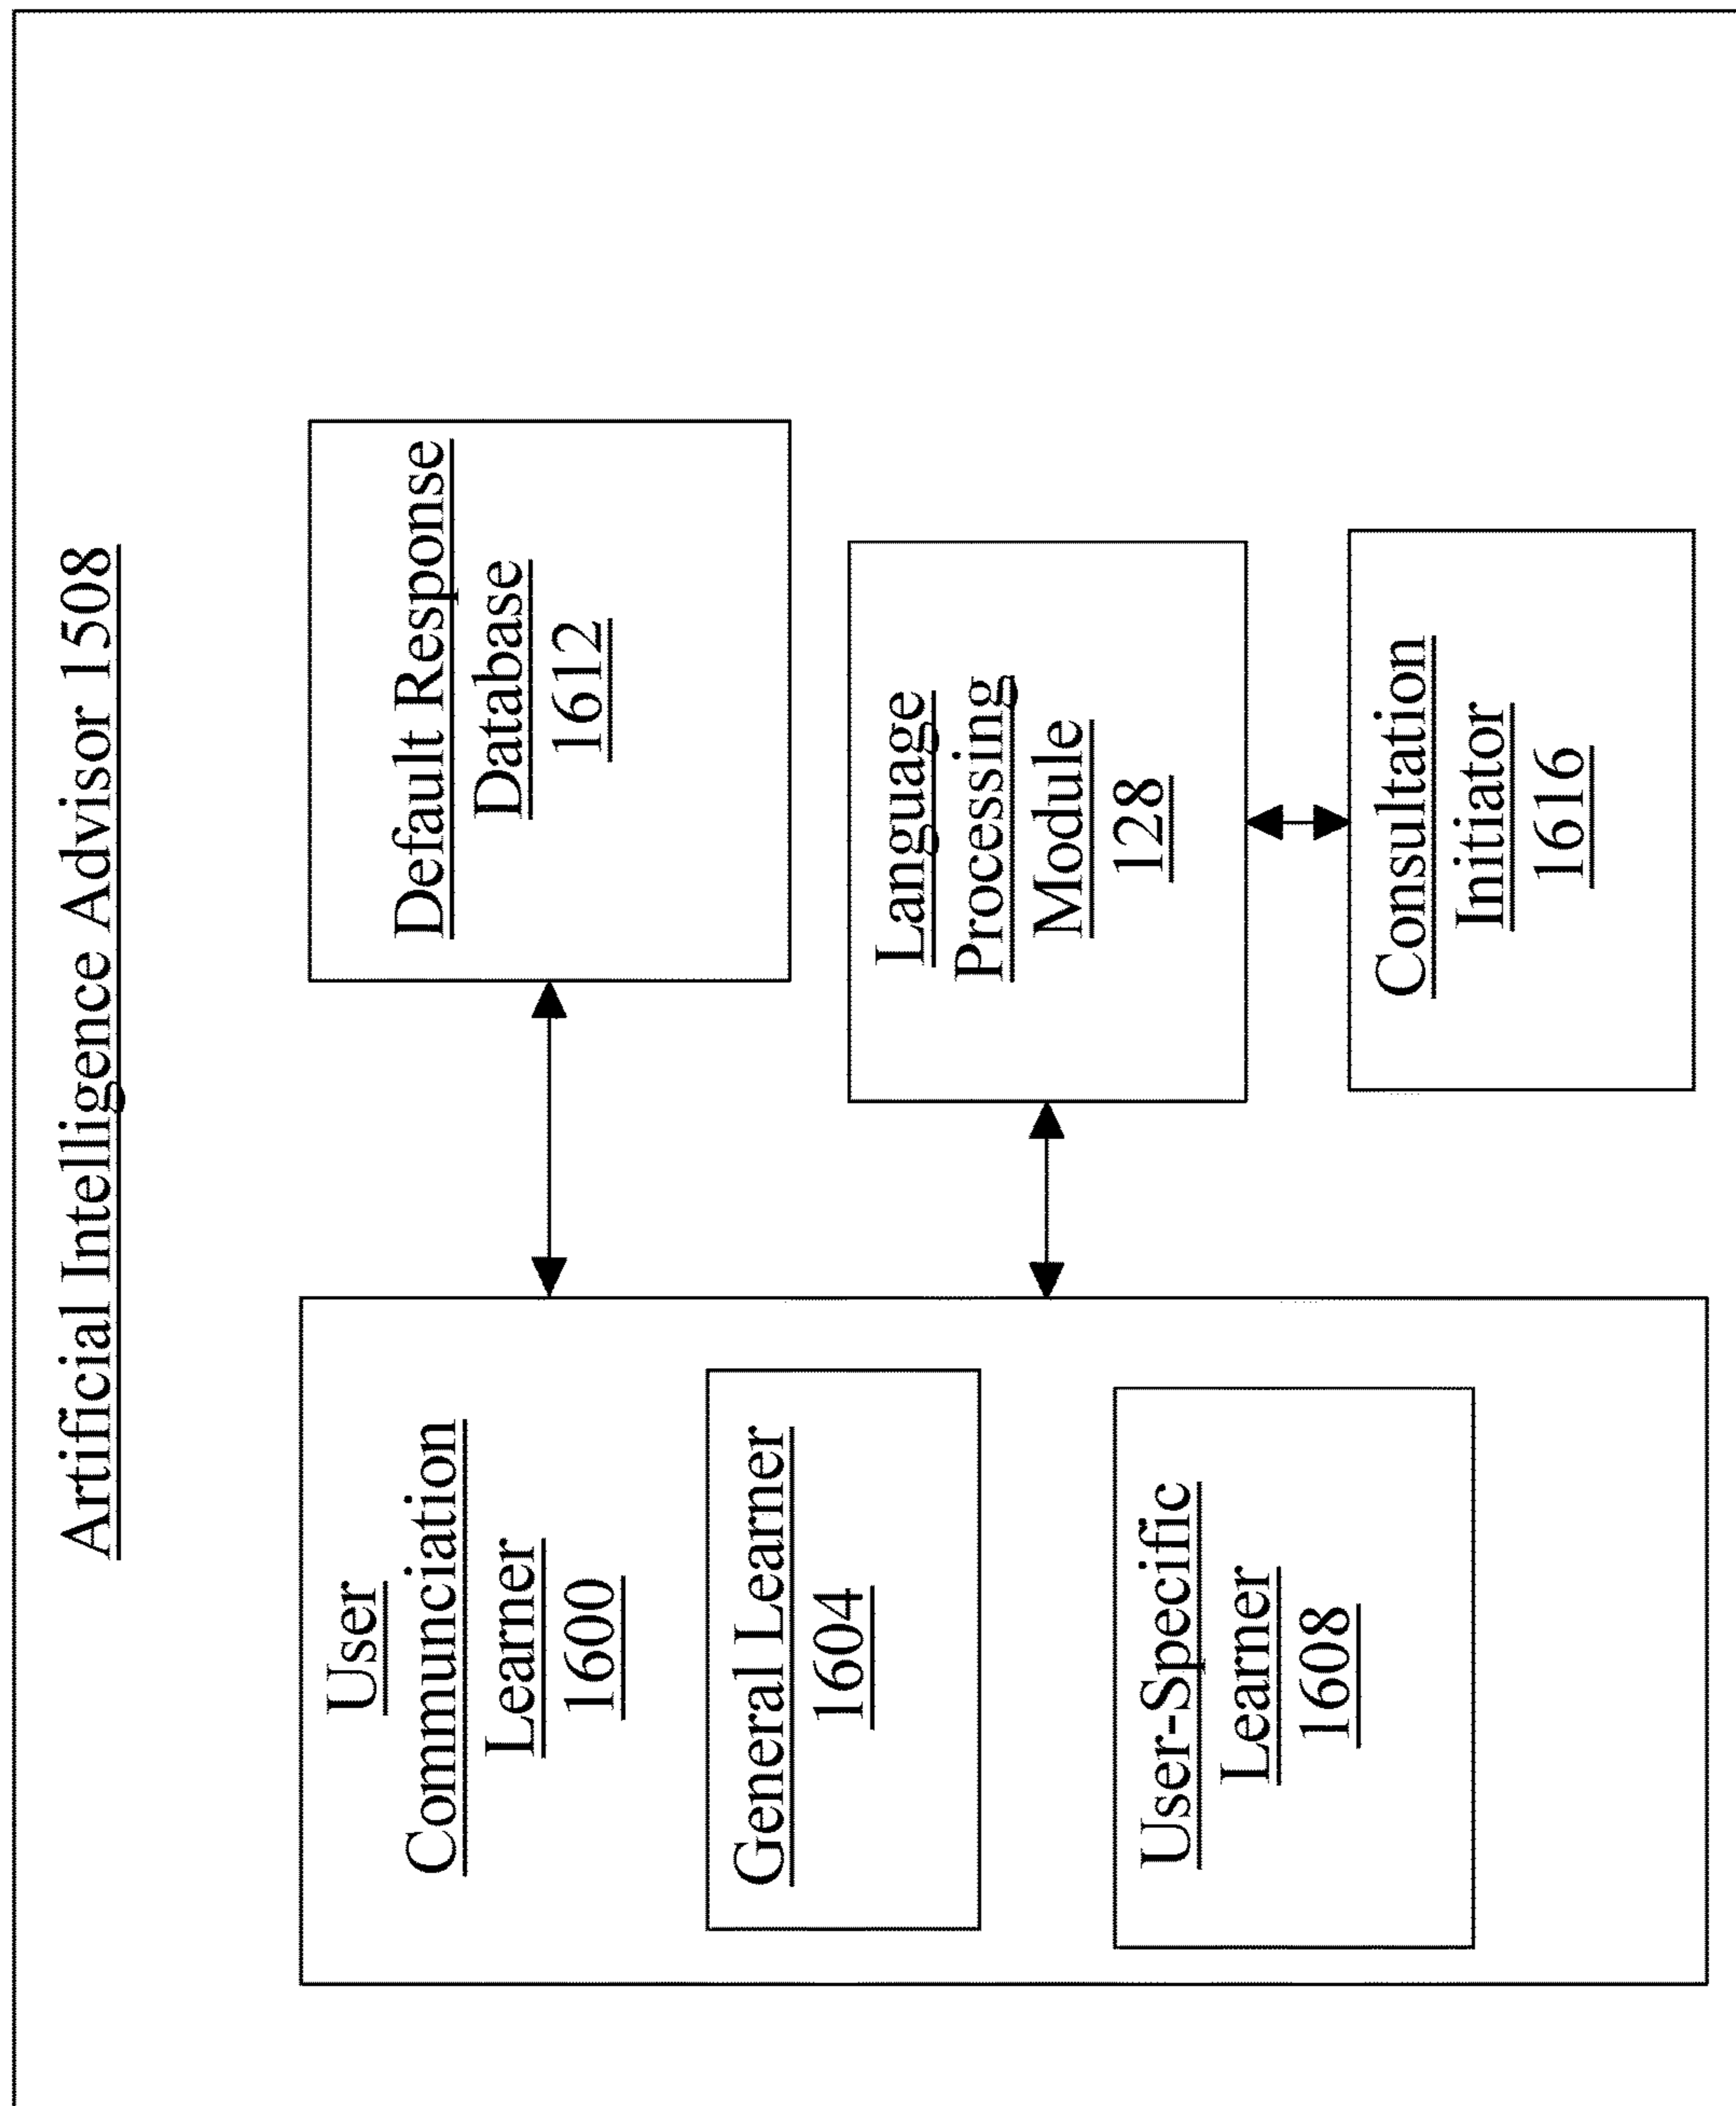 Artificial Intelligence Advisor 1508
User
Communciation
Learner
1600
General Learner
1604
User-Specific
Learner
1608
Default Response
Database
1612
Language
Processing
Module
128
Consultation
Initiator
1616